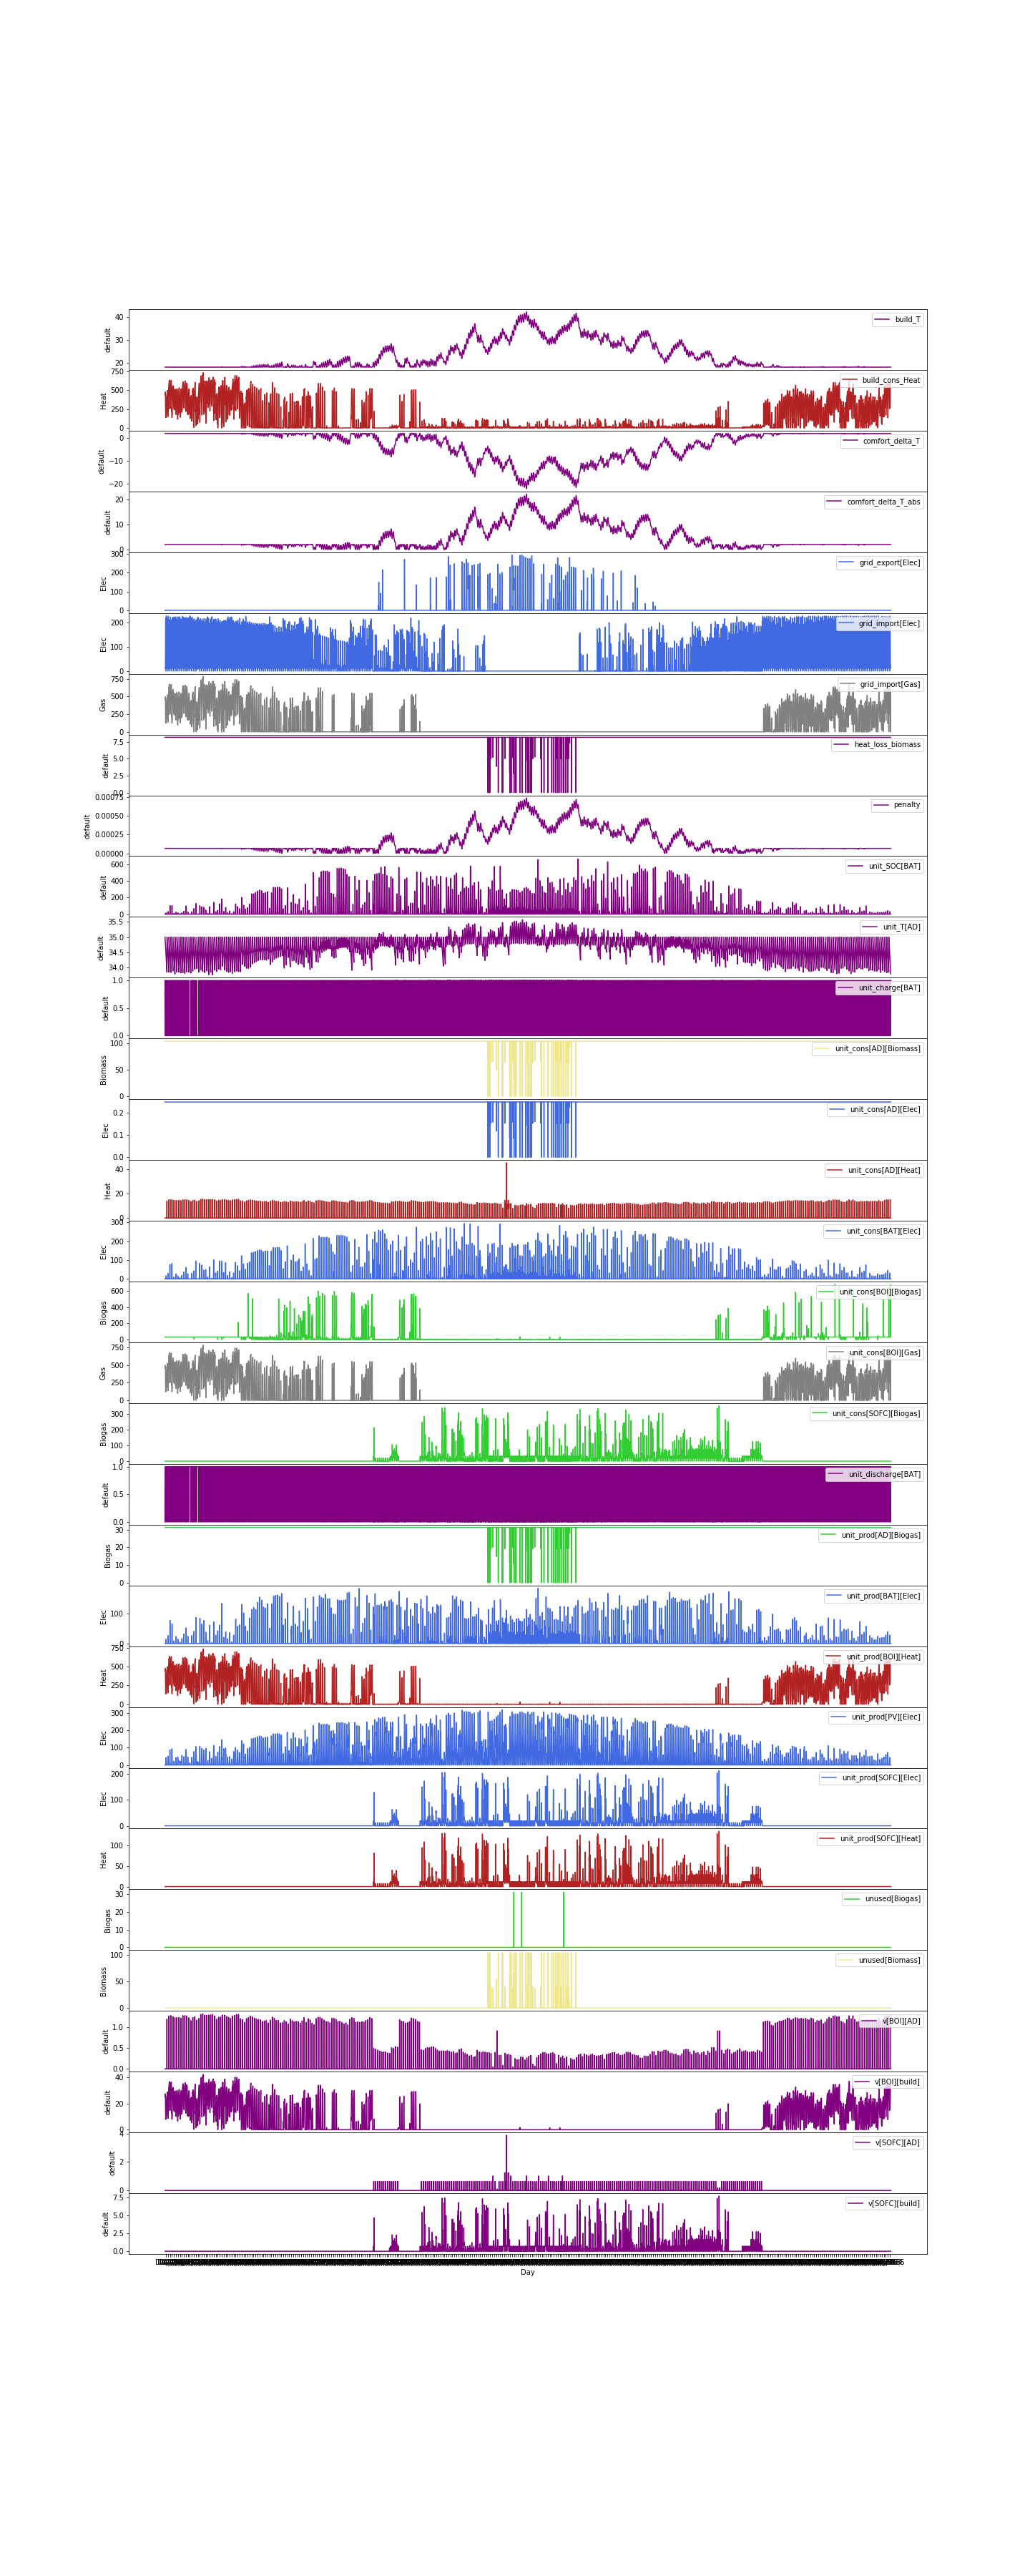 40
30
20
default
build_T
750
500
250
0
Heat
build_cons_Heat
0
−10
−20
default
comfort_delta_T
20
10
0
default
comfort_delta_T_abs
300
200
100
0
Elec
grid_export[Elec]
200
100
0
Elec
grid_import[Elec]
750
500
250
0
Gas
grid_import[Gas]
7.5
5.0
2.5
0.0
default
heat_loss_biomass
0.00075
0.00050
0.00025
0.00000
default
penalty
600
400
200
0
default
unit_SOC[BAT]
35.5
35.0
34.5
34.0
default
unit_T[AD]
1.0
0.5
0.0
default
unit_charge[BAT]
100
50
0
Biomass
unit_cons[AD][Biomass]
0.2
0.1
0.0
Elec
unit_cons[AD][Elec]
40
20
0
Heat
unit_cons[AD][Heat]
300
200
100
0
Elec
unit_cons[BAT][Elec]
600
400
200
0
Biogas
unit_cons[BOI][Biogas]
750
500
250
0
Gas
unit_cons[BOI][Gas]
300
200
100
0
Biogas
unit_cons[SOFC][Biogas]
1.0
0.5
0.0
default
unit_discharge[BAT]
30
20
10
0
Biogas
unit_prod[AD][Biogas]
100
0
Elec
unit_prod[BAT][Elec]
750
500
250
0
Heat
unit_prod[BOI][Heat]
300
200
100
0
Elec
unit_prod[PV][Elec]
200
100
0
Elec
unit_prod[SOFC][Elec]
100
50
0
Heat
unit_prod[SOFC][Heat]
30
20
10
0
Biogas
unused[Biogas]
100
50
0
Biomass
unused[Biomass]
1.0
0.5
0.0
default
v[BOI][AD]
40
20
0
default
v[BOI][build]
4
2
0
default
v[SOFC][AD]
7.5
5.0
2.5
0.0
default
v[SOFC][build]
Day